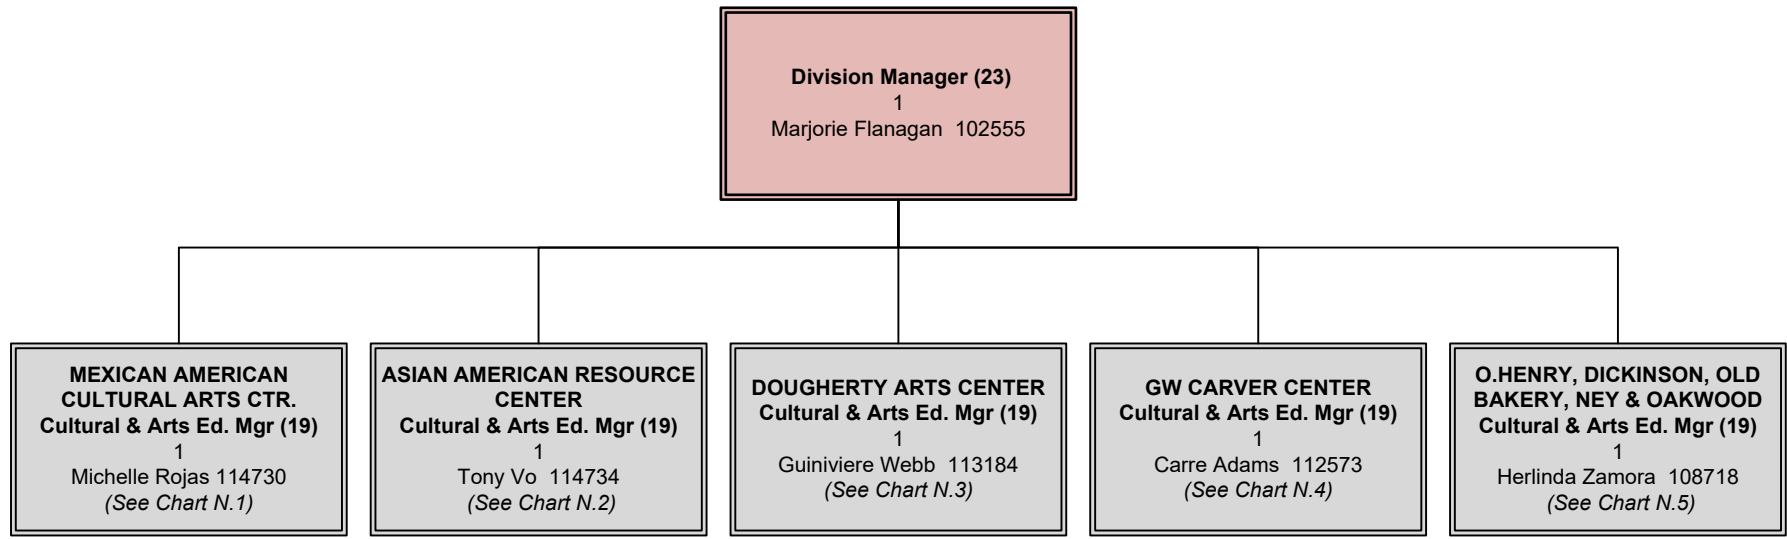 Division Manager (23)
1
Marjorie Flanagan 102555
MEXICAN AMERICAN
CULTURAL ARTS CTR.
Cultural & Arts Ed. Mgr (19)
1
Michelle Rojas 114730
(See Chart N.1)
ASIAN AMERICAN RESOURCE
CENTER
Cultural & Arts Ed. Mgr (19)
1
Tony Vo 114734
(See Chart N.2)
DOUGHERTY ARTS CENTER
Cultural & Arts Ed. Mgr (19)
1
Guiniviere Webb 113184
(See Chart N.3)
GW CARVER CENTER
Cultural & Arts Ed. Mgr (19)
1
Carre Adams 112573
(See Chart N.4)
O.HENRY, DICKINSON, OLD
BAKERY, NEY & OAKWOOD
Cultural & Arts Ed. Mgr (19)
1
Herlinda Zamora 108718
(See Chart N.5)